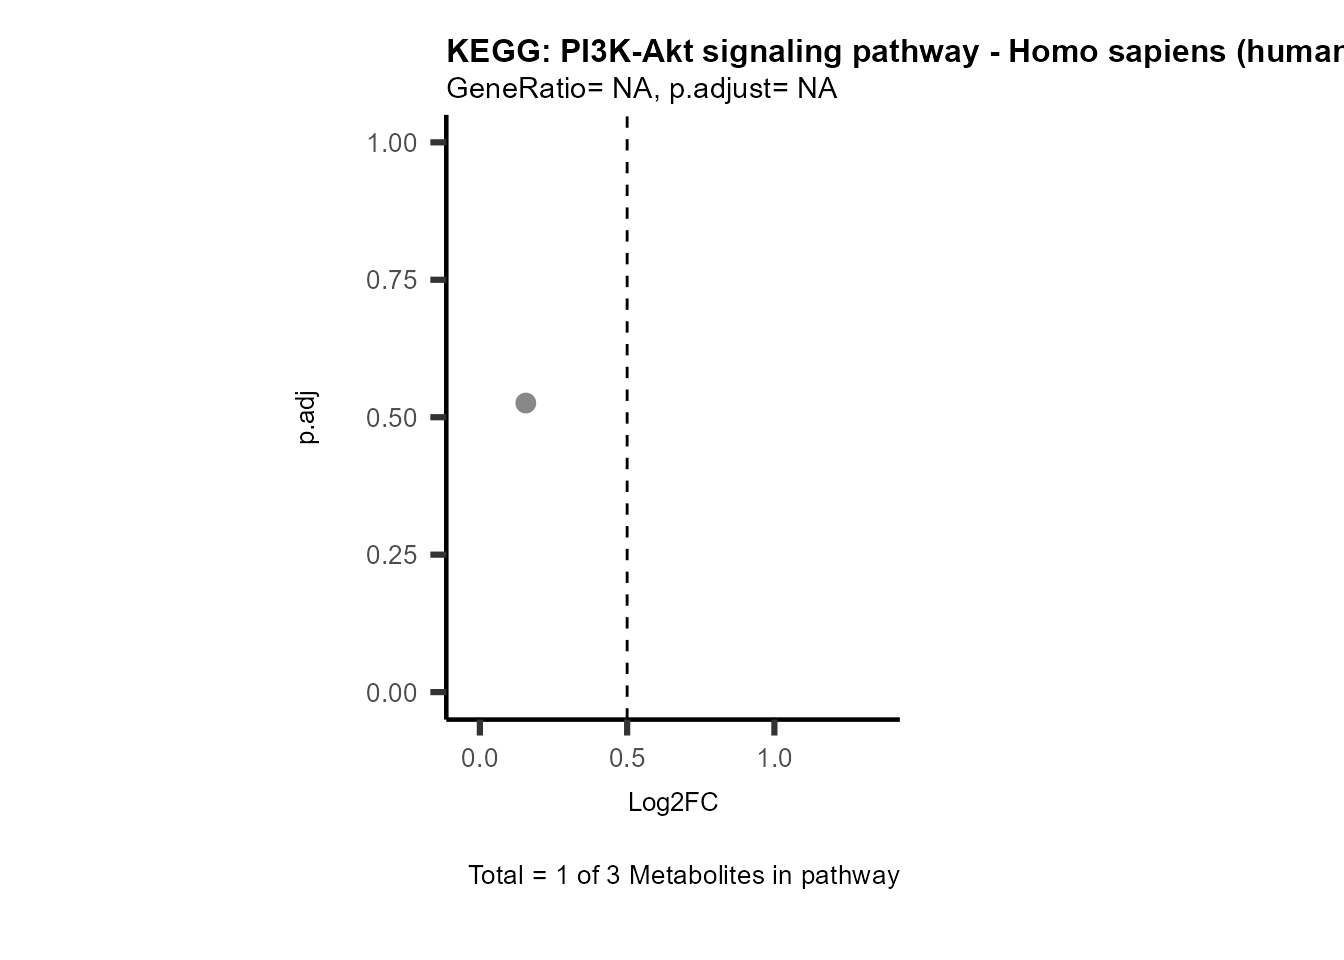 KEGG: PI3K-Akt signaling pathway - Homo sapiens (human
GeneRatio= NA, p.adjust= NA
1.00
0.75
p.adj
0.50
0.25
0.00
0.0 0.5 1.0
Log2FC
Total = 1 of 3 Metabolites in pathway